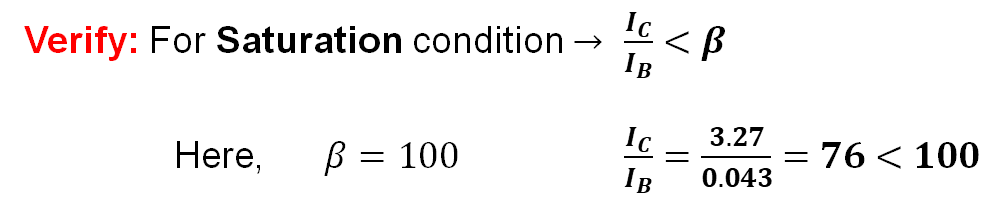 Verify: For Saturation condition → I_C/I_B < β
Here, β = 100 I_C/I_B = 3.27/0.043 = 76 < 100